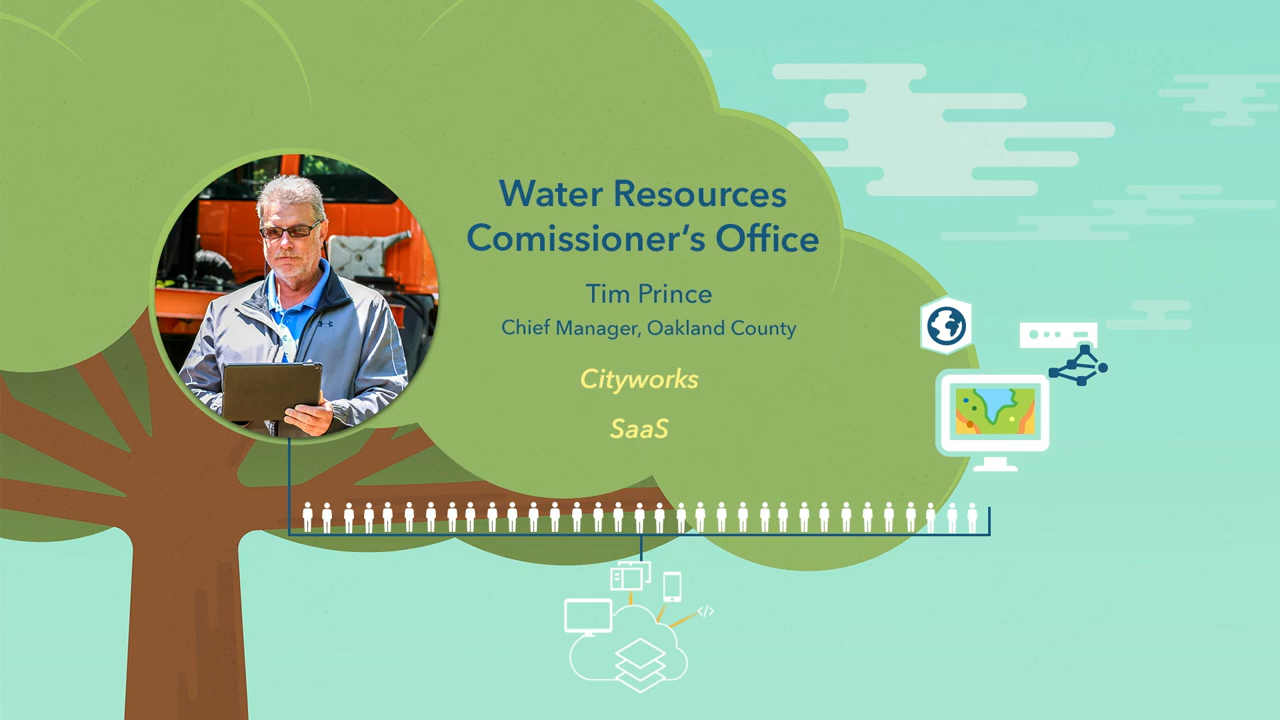 Water Resources
Comissioner's Office
Tim Prince
Chief Manager, Oakland County
Cityworks
SaaS
</>